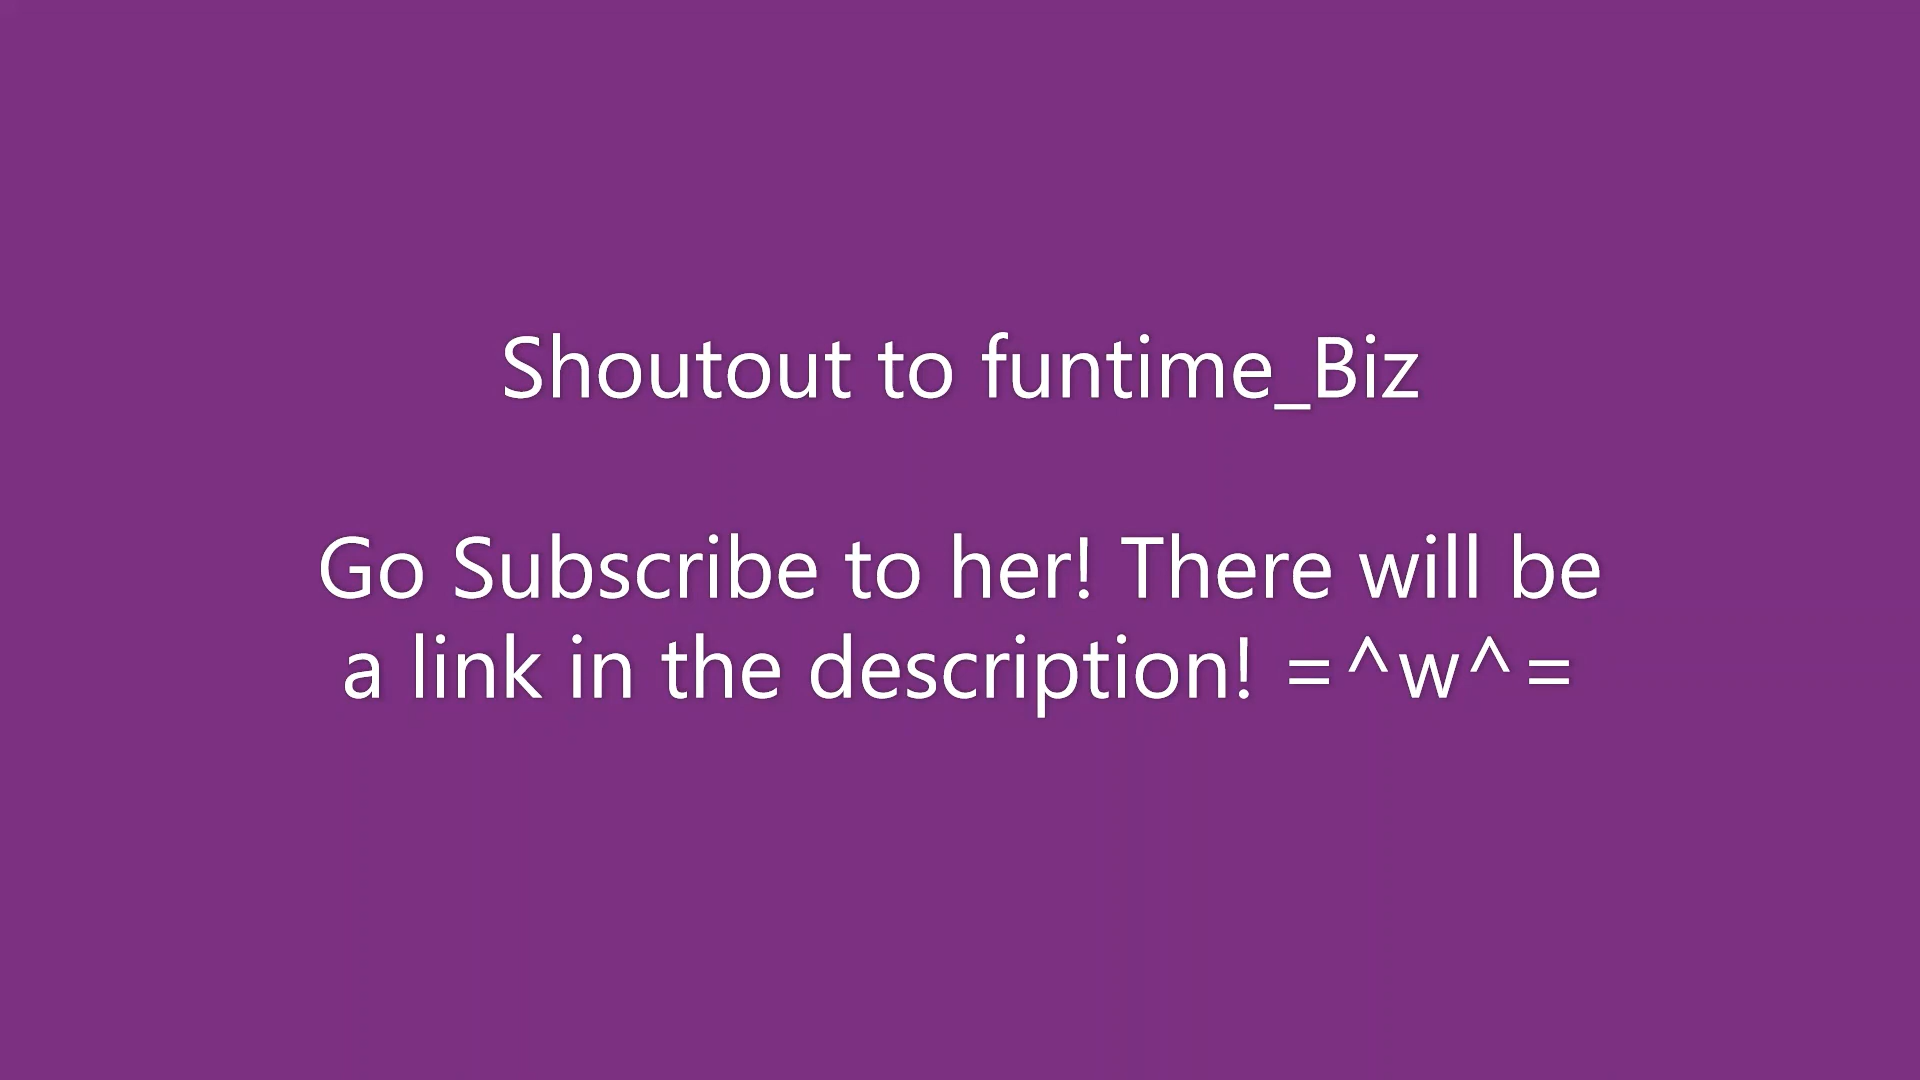 Shoutout to funtime_Biz
Go Subscribe to her! There will be
a link in the description! =^w^=